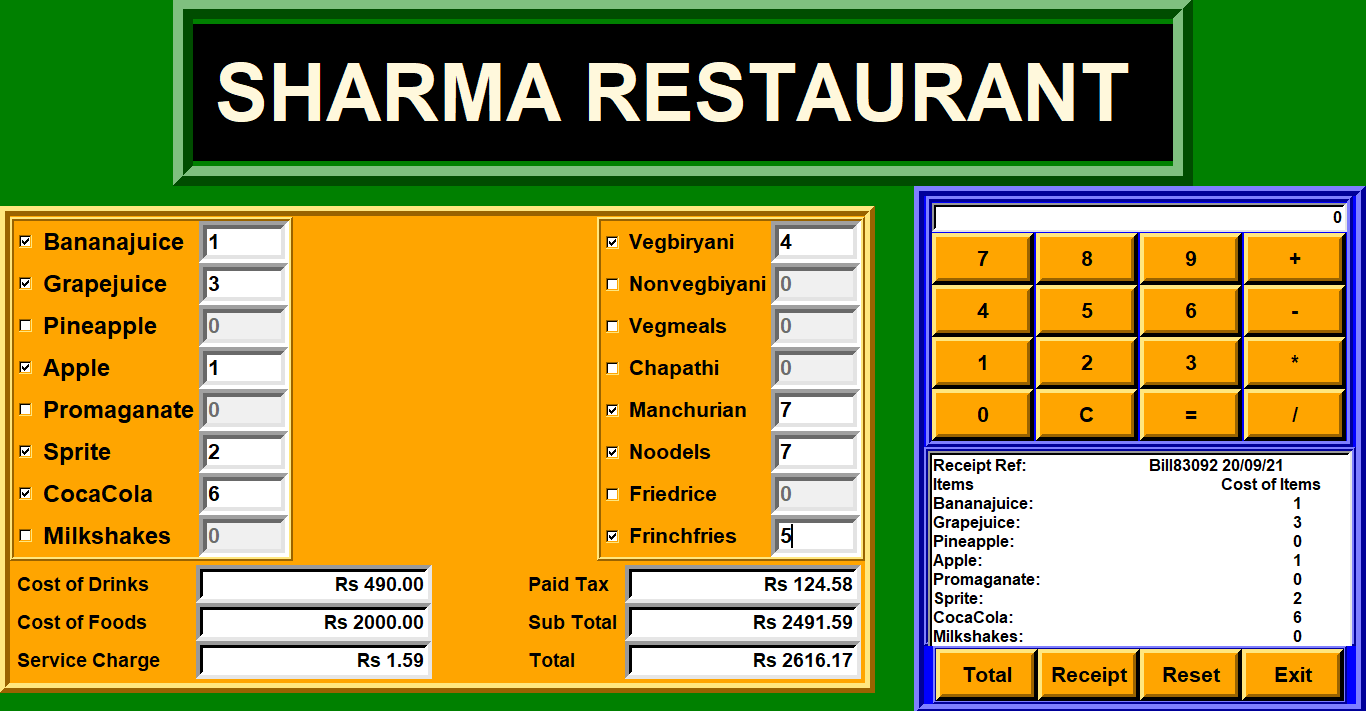 SHARMA RESTAURANT
Bananajuice 1
Grapejuice 3
Pineapple 0
Apple 1
Promaganate 0
Sprite 2
CocaCola 6
Milkshakes 0
Vegbiryani 4
Nonvegbiyani 0
Vegmeals 0
Chapathi 0
Manchurian 7
Noodels 7
Friedrice 0
Frinchfries 5
Cost of Drinks Rs 490.00
Cost of Foods Rs 2000.00
Service Charge Rs 1.59
Paid Tax Rs 124.58
Sub Total Rs 2491.59
Total Rs 2616.17
0
7 8 9 +
4 5 6 -
1 2 3 *
0 C = /
Receipt Ref: Bill83092 20/09/21
Items Cost of Items
Bananajuice: 1
Grapejuice: 3
Pineapple: 0
Apple: 1
Promaganate: 0
Sprite: 2
CocaCola: 6
Milkshakes: 0
Total Receipt Reset Exit